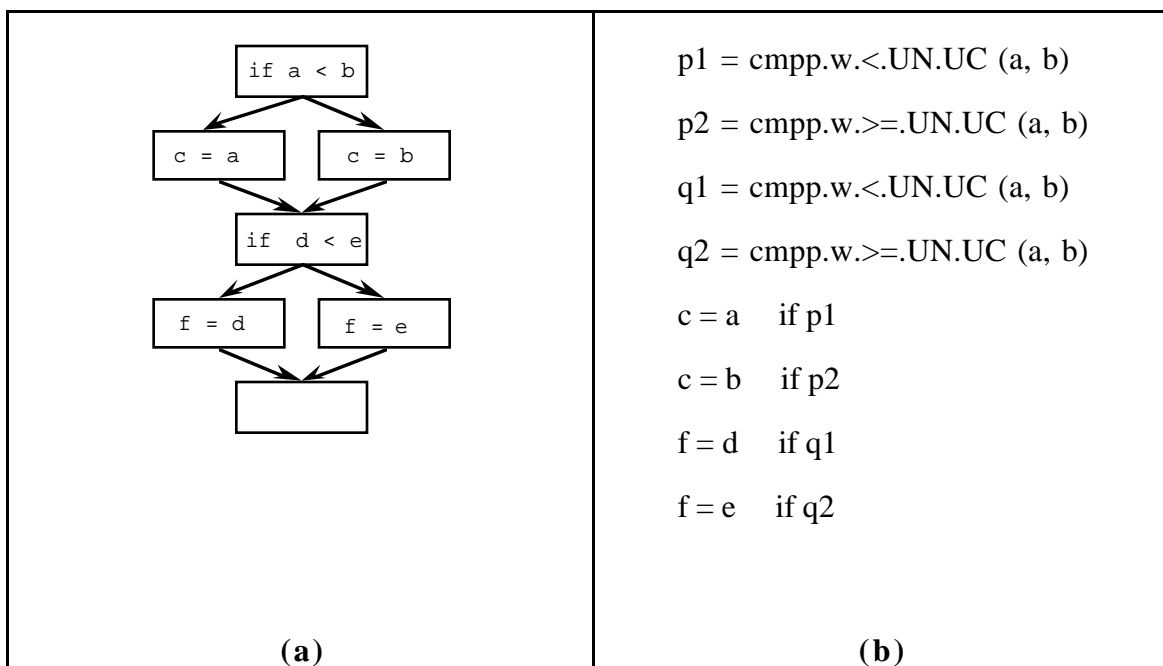 if a < b
c = a
c = b
if d < e
f = d
f = e
(a)
p1 = cmpp.w.<.UN.UC (a, b)
p2 = cmpp.w.>=.UN.UC (a, b)
q1 = cmpp.w.<.UN.UC (a, b)
q2 = cmpp.w.>=.UN.UC (a, b)
c = a if p1
c = b if p2
f = d if q1
f = e if q2
(b)